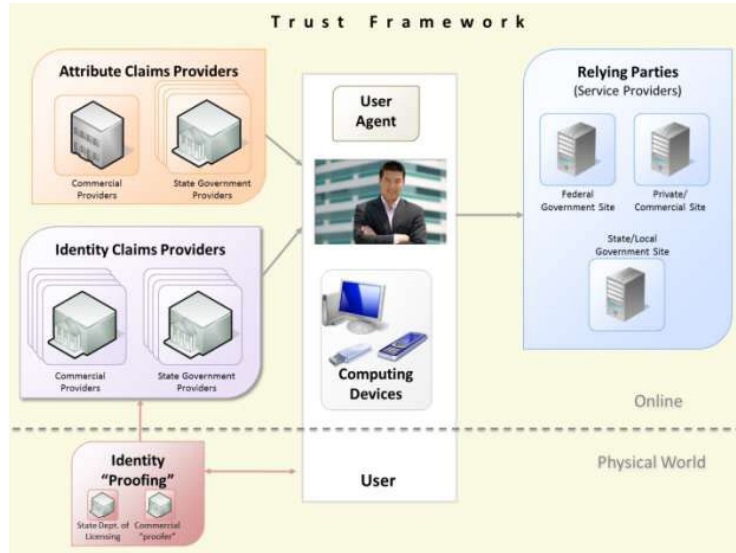 Trust Framework
Attribute Claims Providers
Commercial
Providers
State Government
Providers
Identity Claims Providers
Commercial
Providers
State Government
Providers
Identity
“Proofing”
State Dept. of
Licensing
Commercial
“proofer”
User
Agent
Computing
Devices
User
Relying Parties
(Service Providers)
Federal
Government Site
Private/
Commercial Site
State/Local
Government Site
Online
Physical World